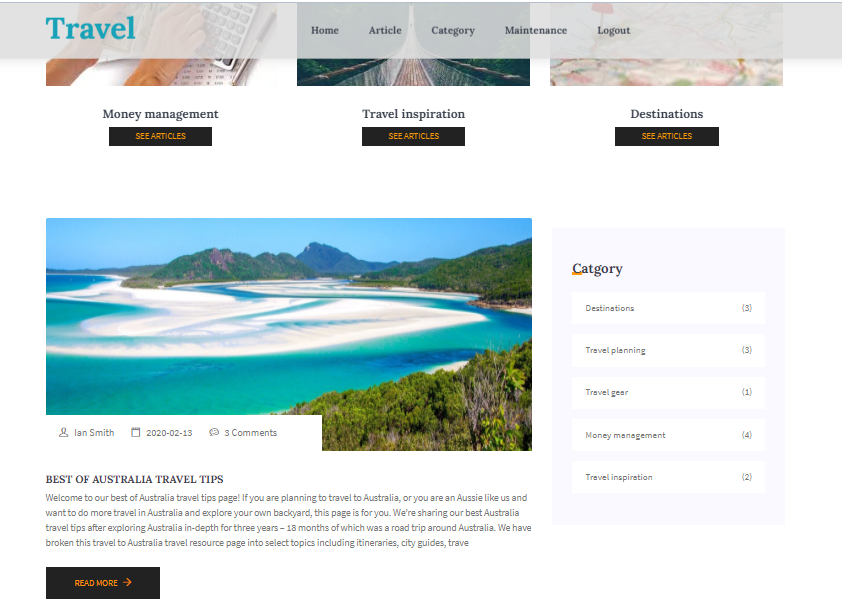 Travel
Home Article Category Maintenance Logout
Money management Travel inspiration Destinations
SEE ARTICLES SEE ARTICLES SEE ARTICLES
Catgory
Destinations (3)
Travel planning (3)
Travel gear (1)
Money management (4)
Travel inspiration (2)
Ian Smith 2020-02-13 3 Comments
BEST OF AUSTRALIA TRAVEL TIPS
Welcome to our best of Australia travel tips page! If you are planning to travel to Australia, or you are an Aussie like us and
want to do more travel in Australia and explore your own backyard, this page is for you. We're sharing our best Australia
travel tips after exploring Australia in-depth for three years – 18 months of which was a road trip around Australia. We have
broken this travel to Australia travel resource page into select topics including itineraries, city guides, trave
READ MORE →